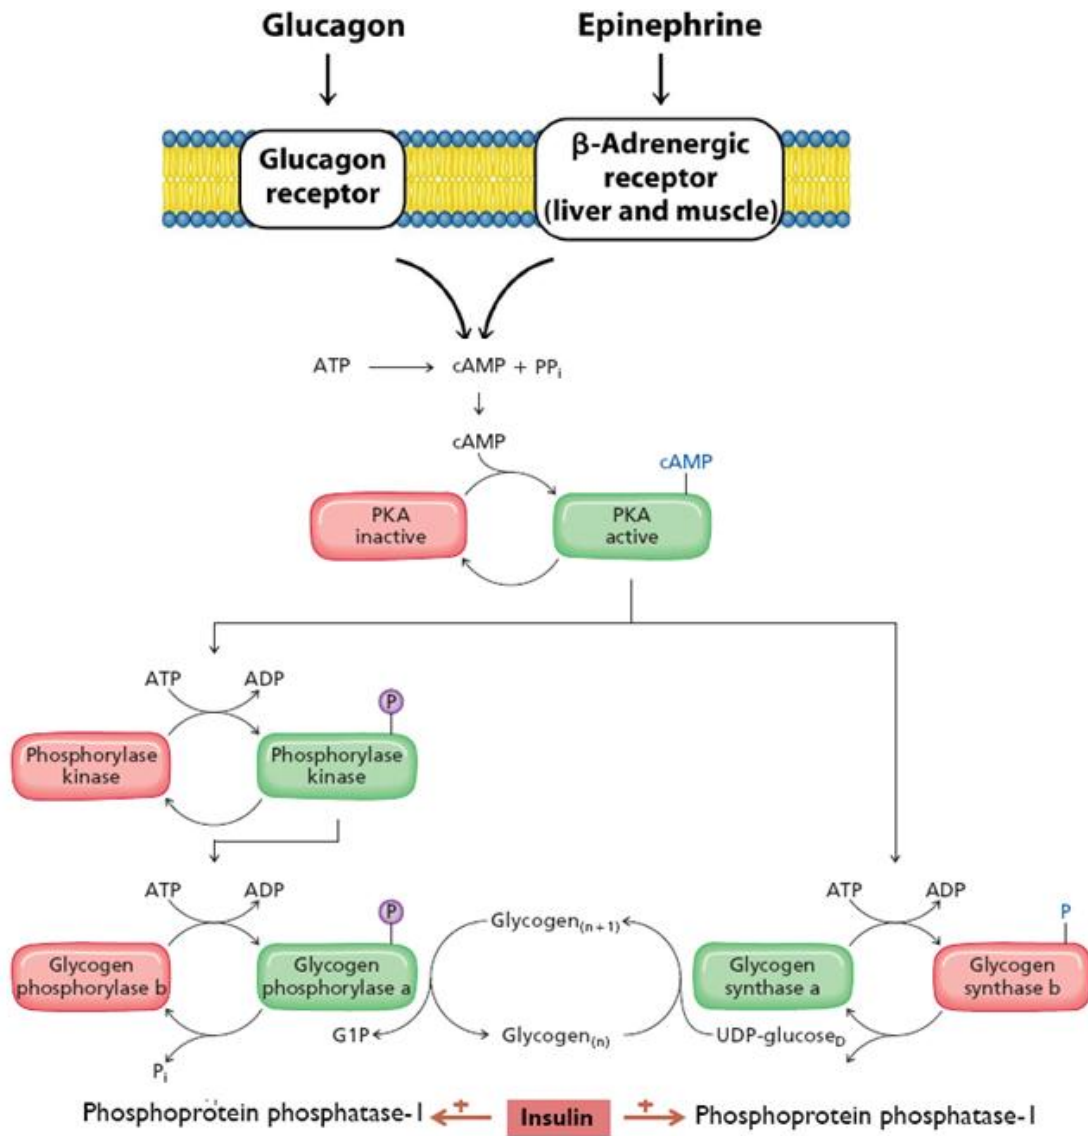 Glucagon
Epinephrine
Glucagon
receptor
β-Adrenergic
receptor
(liver and muscle)
ATP
cAMP + PPi
cAMP
cAMP
PKA
inactive
PKA
active
ATP
ADP
P
Phosphorylase
kinase
Phosphorylase
kinase
ATP
ADP
P
Glycogen
phosphorylase b
Glycogen
phosphorylase a
Glycogen(n+1)
G1P
Glycogen(n)
Pi
ATP
ADP
P
Glycogen
synthase a
Glycogen
synthase b
UDP-glucoseD
Phosphoprotein phosphatase-1
+
Insulin
+
Phosphoprotein phosphatase-1